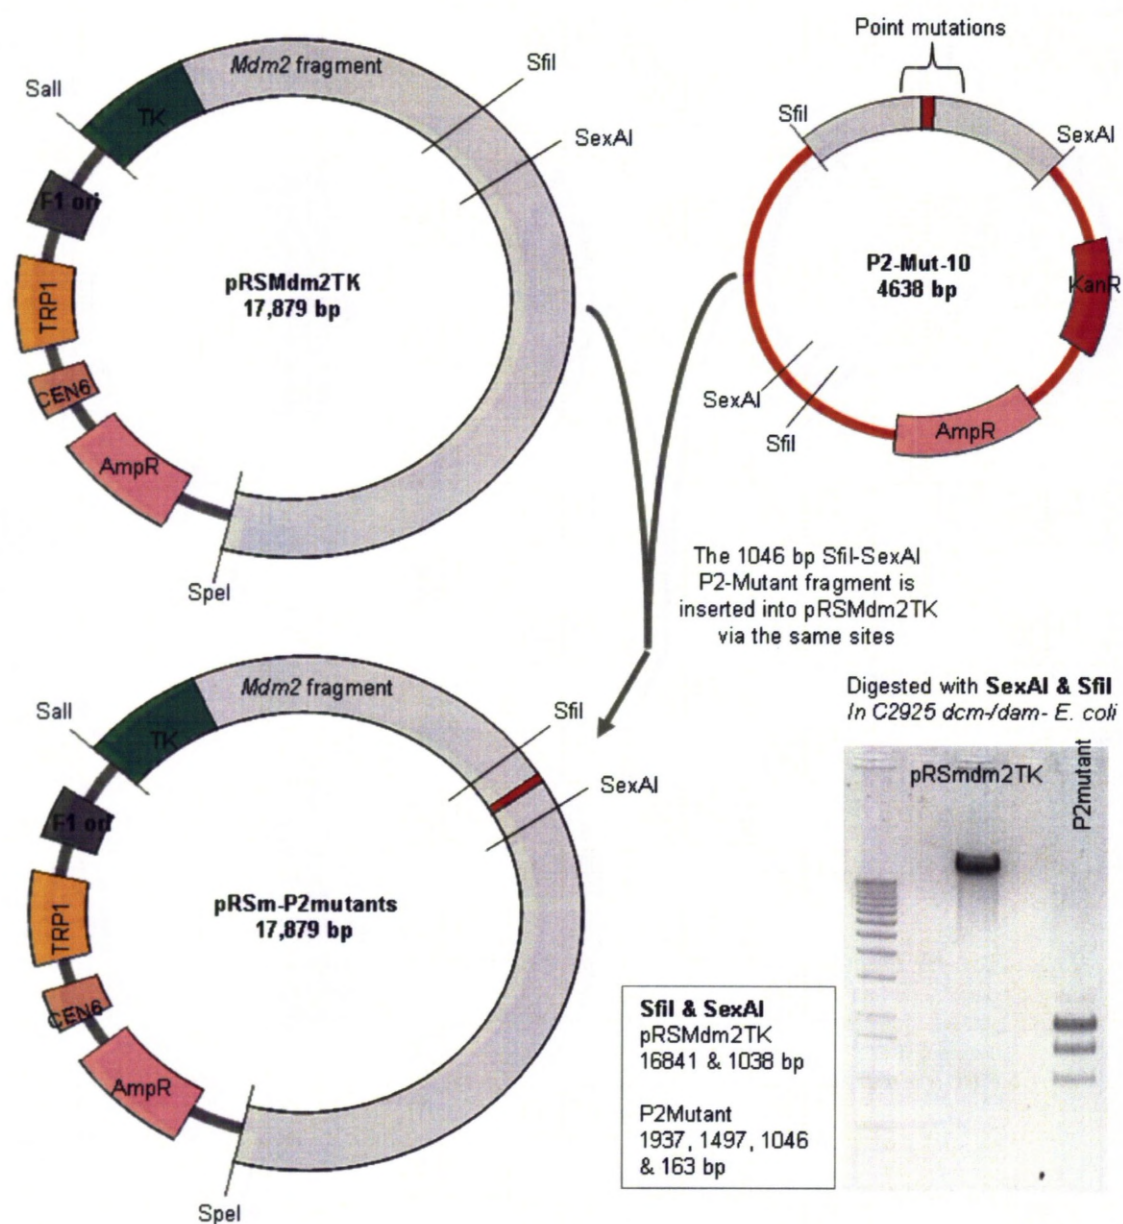 Point mutations
Mdm2 fragment
SfiI
SalI
TK
SexAI
F1 ori
TRP1
CEN6
AmpR
SpeI
pRSMdm2TK
17,879 bp
SfiI
SexAI
P2-Mut-10
4638 bp
KanR
SexAI
SfiI
AmpR
The 1046 bp SfiI-SexAI
P2-Mutant fragment is
inserted into pRSMdm2TK
via the same sites
Mdm2 fragment
SalI
TK
SfiI
SexAI
F1 ori
TRP1
CEN6
AmpR
SpeI
pRSm-P2mutants
17,879 bp
Digested with SexAI & SfiI
In C2925 dcm-/dam- E. coli
pRSmdm2TK
P2mutant
SfiI & SexAI
pRSMdm2TK
16841 & 1038 bp
P2Mutant
1937, 1497, 1046
& 163 bp